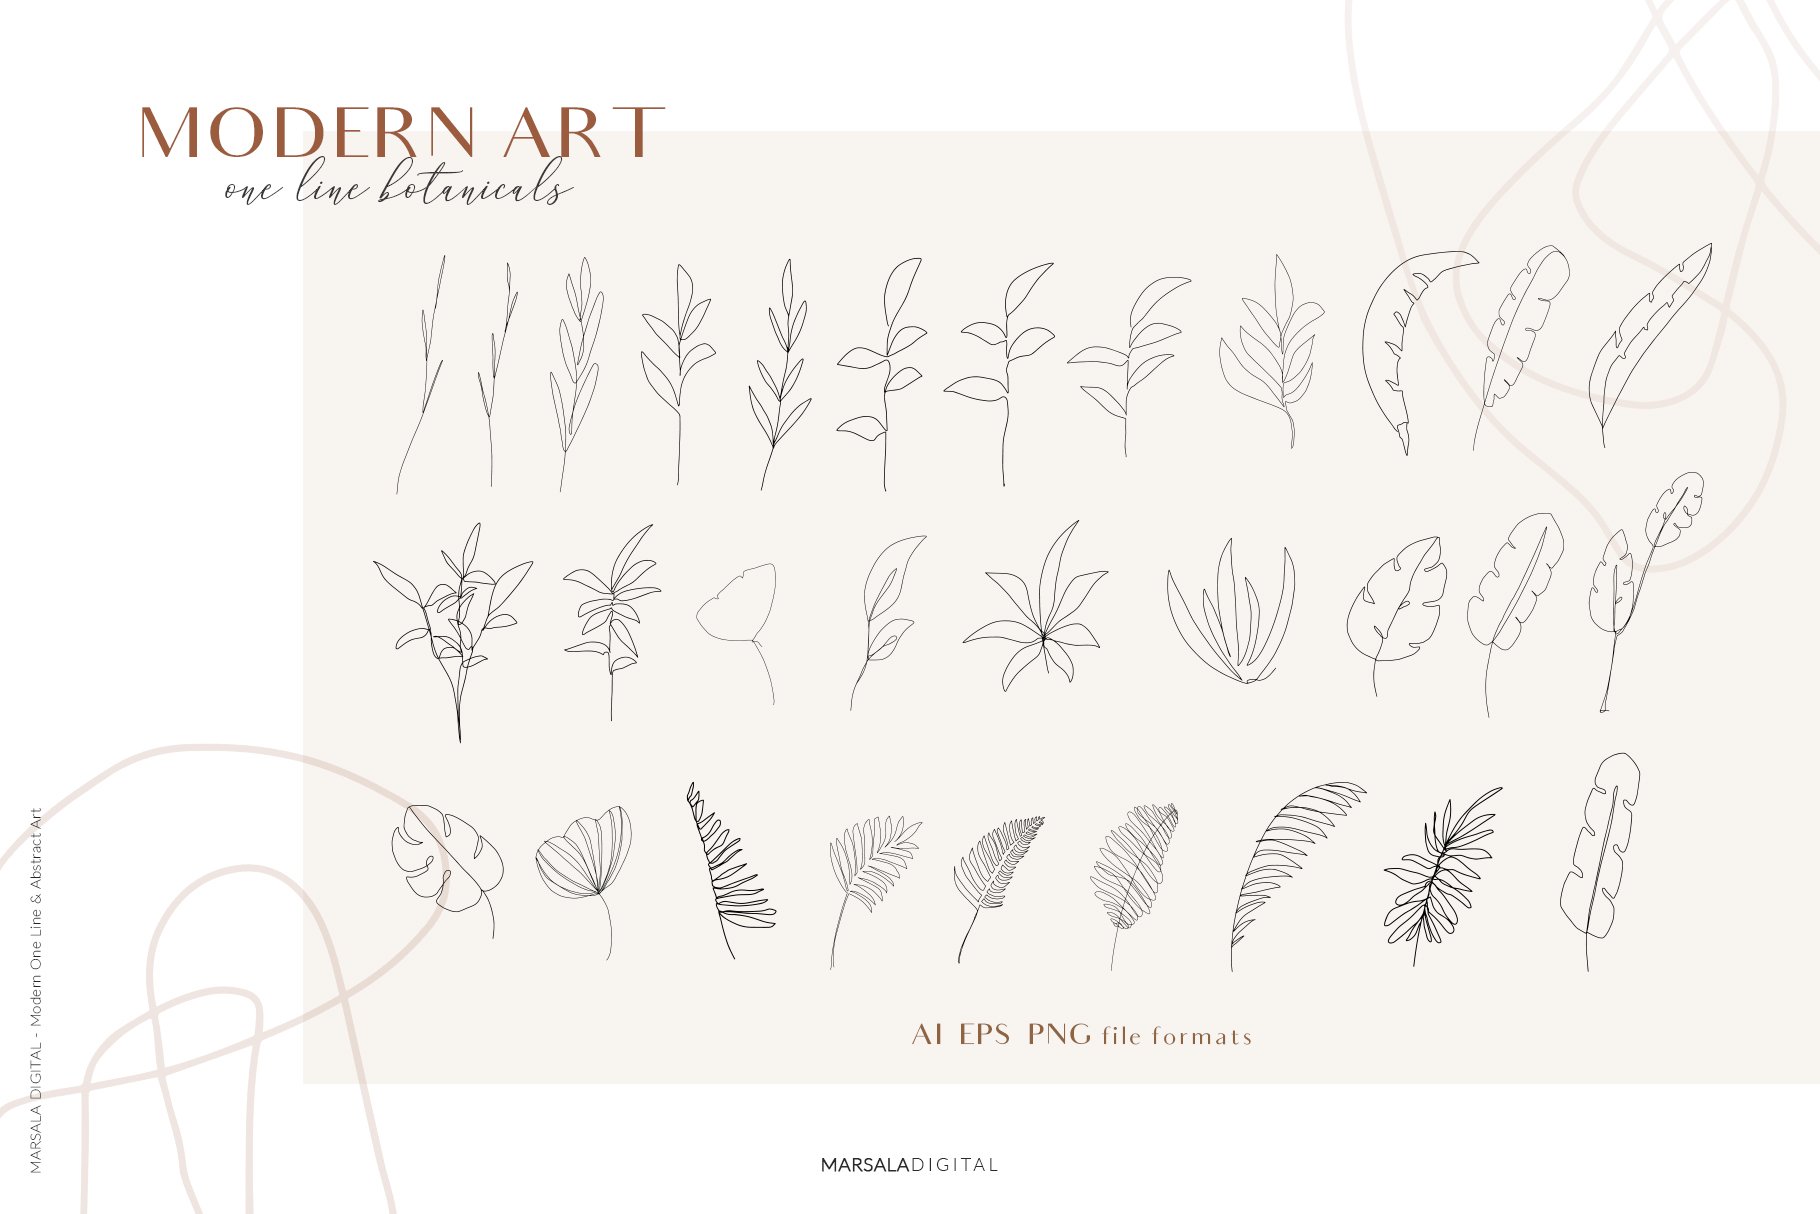 MODERN ART
one line botanicals
AI EPS PNG file formats
MARSALA DIGITAL - Modern One Line & Abstract Art
MARSALADIGITAL